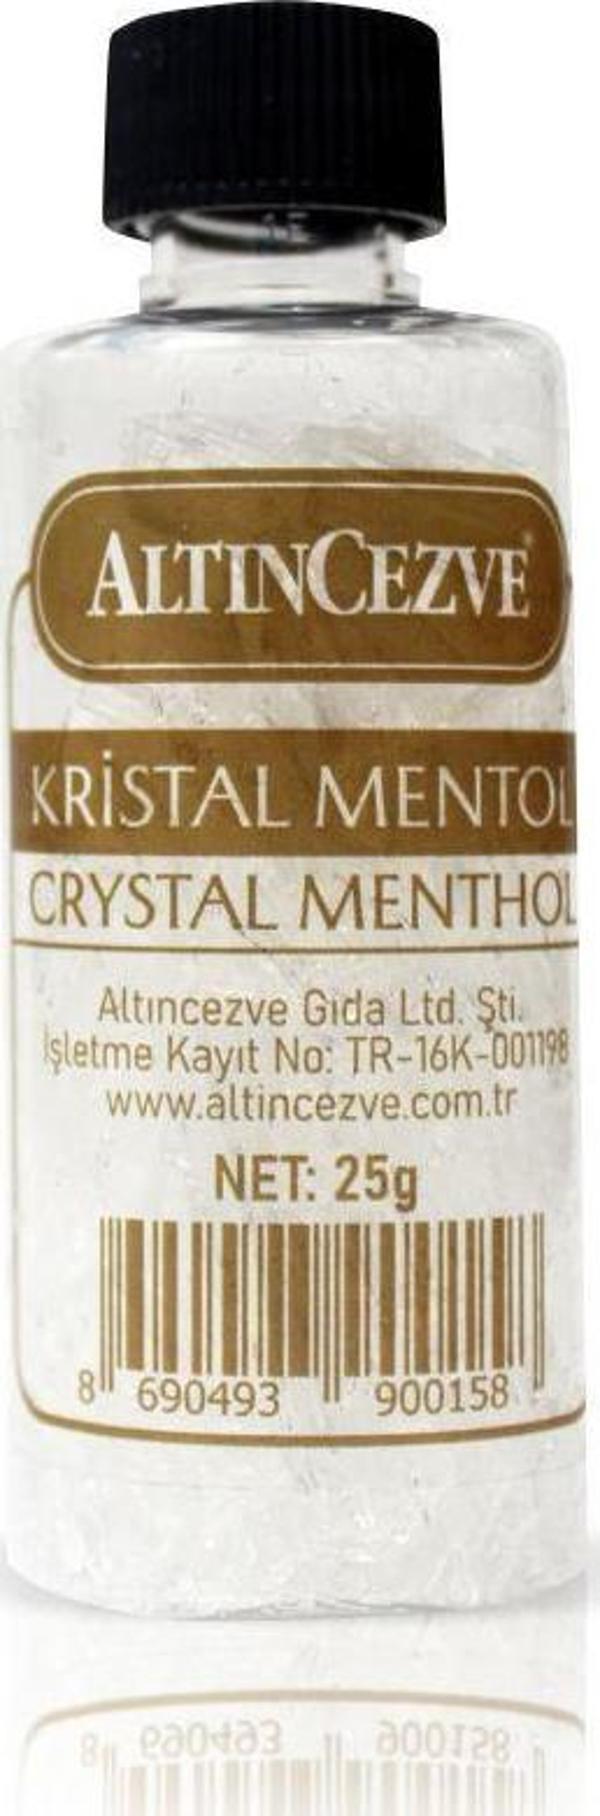 ALTINCEZVE
KRİSTAL MENTOL
CRYSTAL MENTHOL
Altıncezve Gıda Ltd. Şti.
İşletme Kayıt No: TR-16K-001198
www.altincezve.com.tr
NET: 25g
8 690493 900158